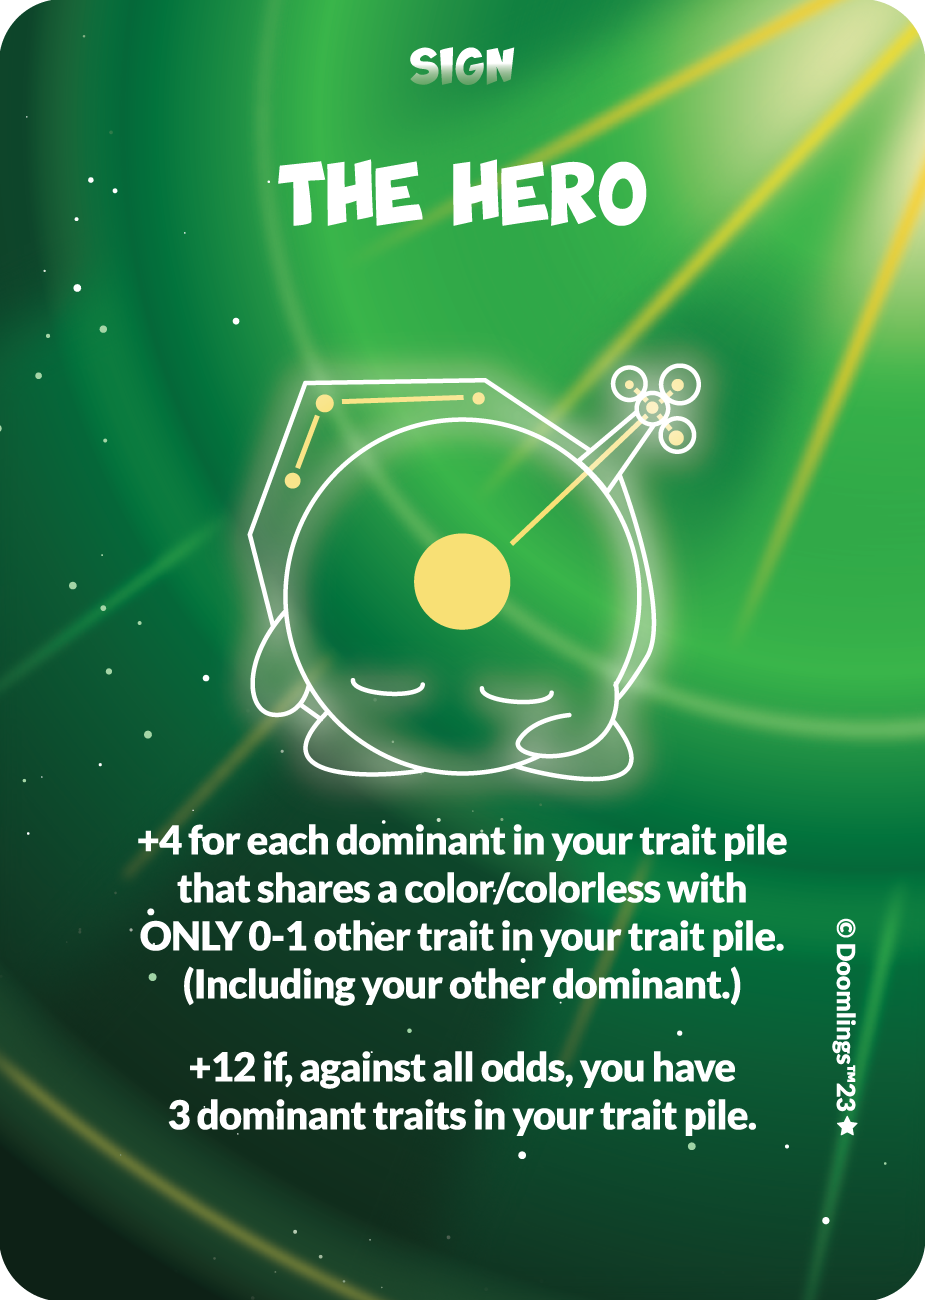 SIGN
THE HERO
+4 for each dominant in your trait pile
that shares a color/colorless with
ONLY 0-1 other trait in your trait pile.
(Including your other dominant.)
+12 if, against all odds, you have
3 dominant traits in your trait pile.
© Doomlings™23★